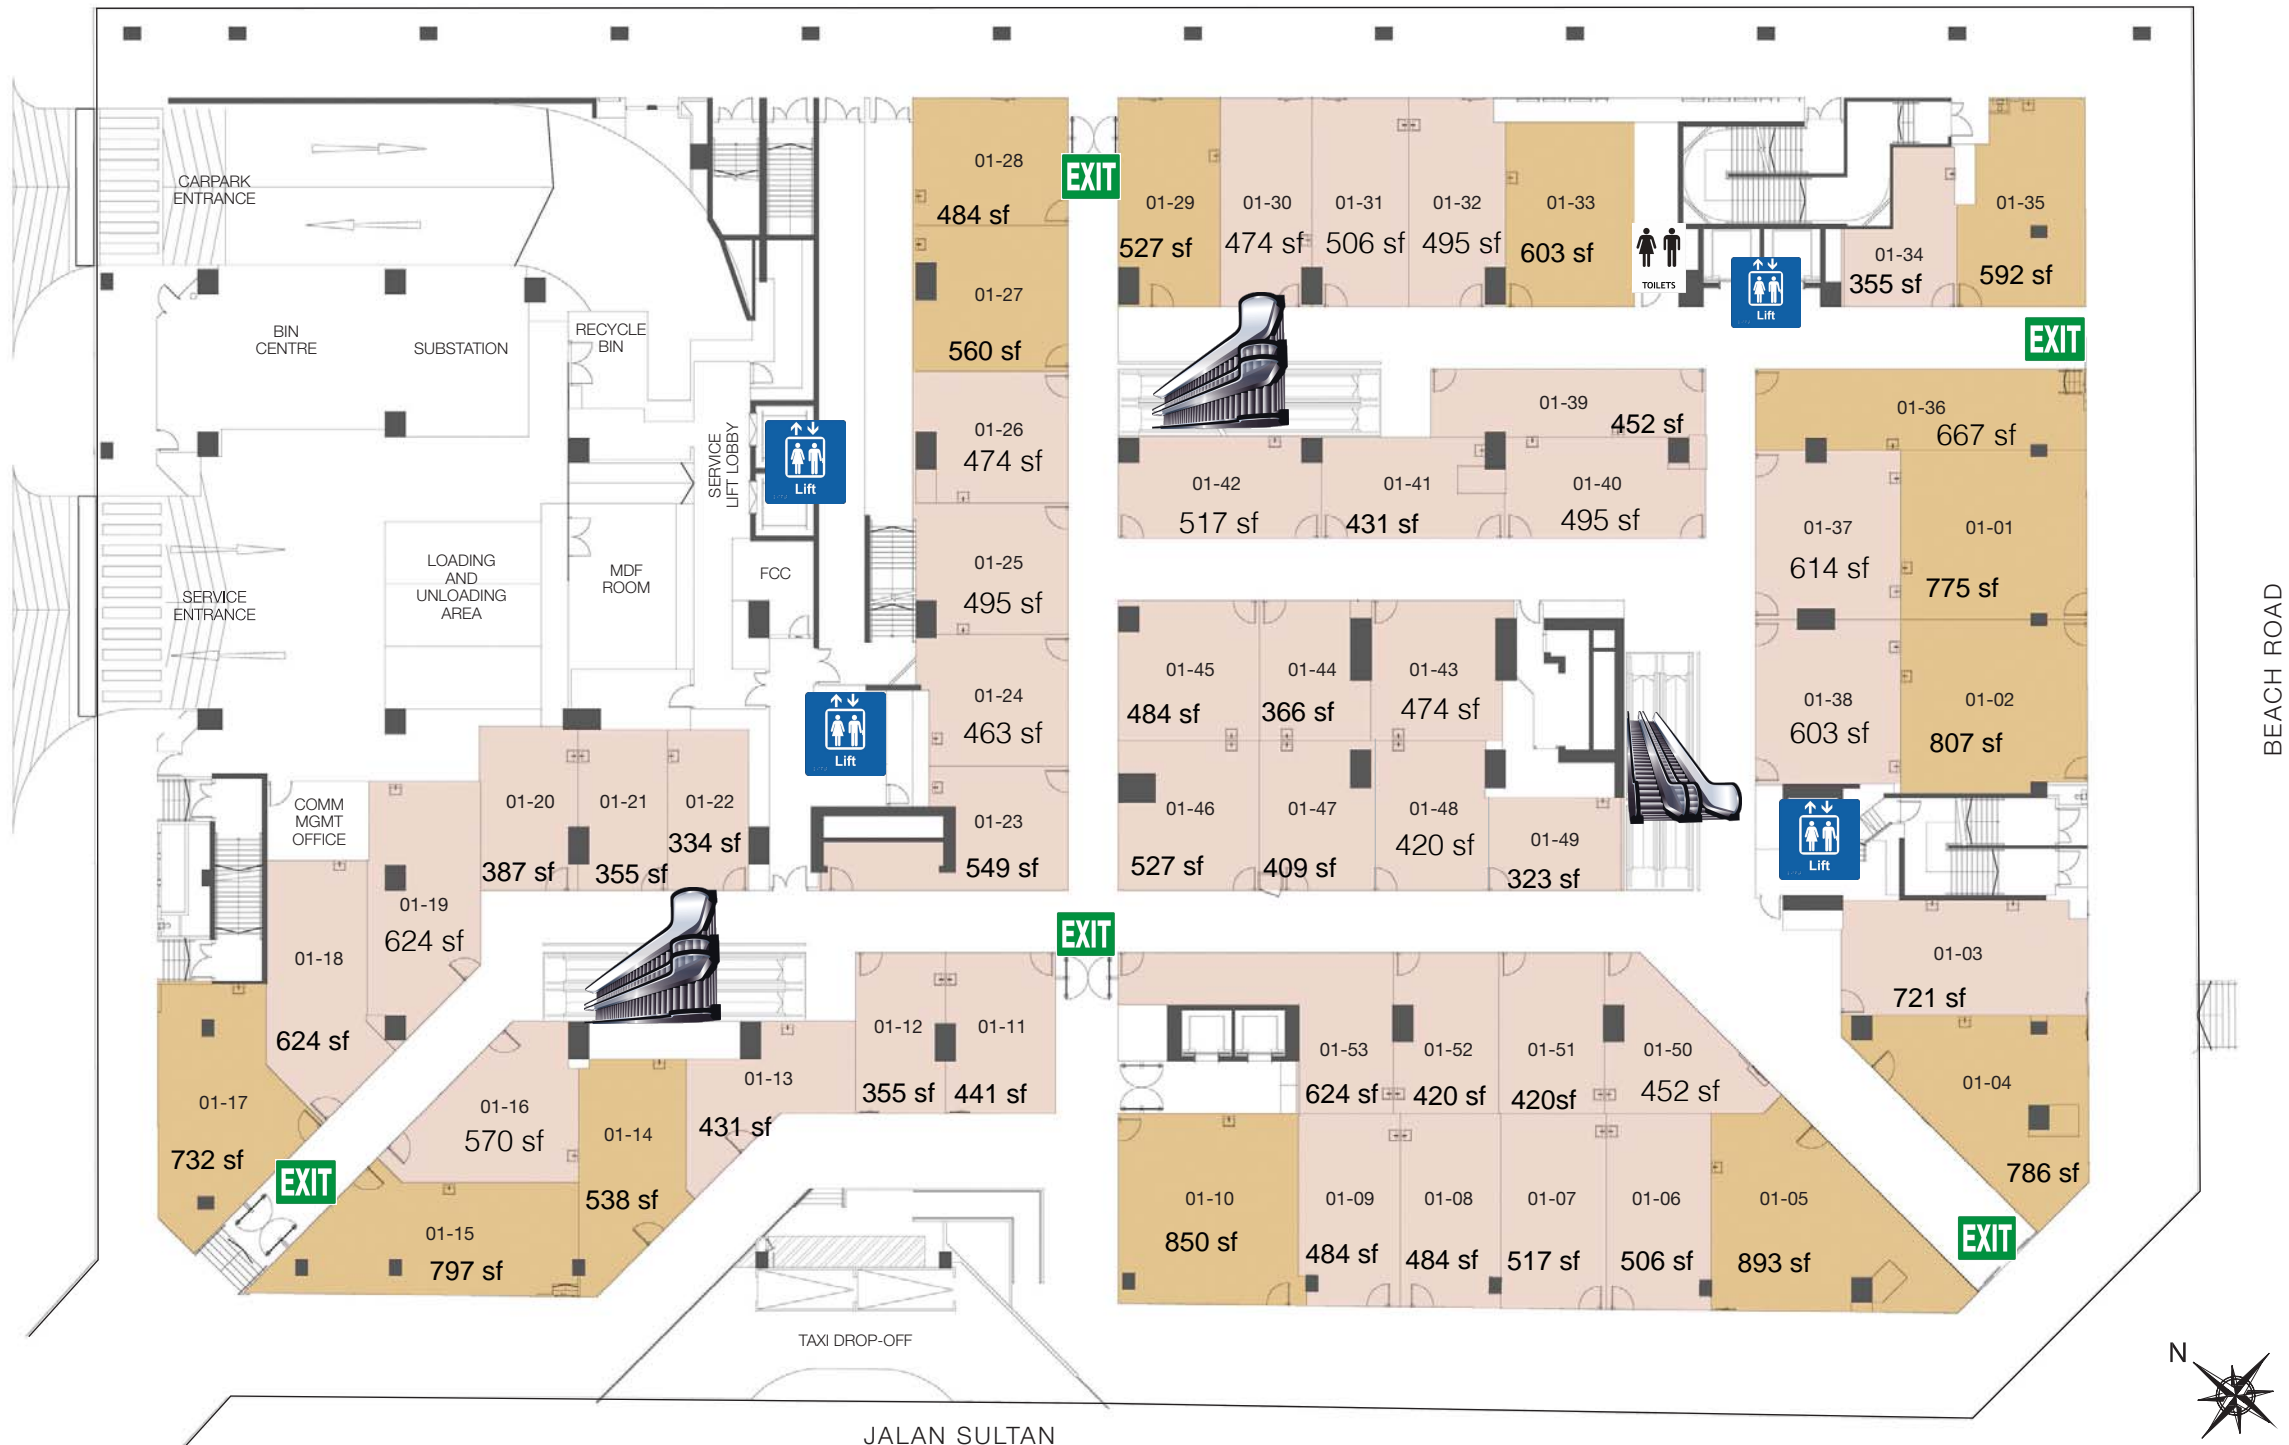 CARPARK
ENTRANCE
BIN
CENTRE
SUBSTATION
RECYCLE
BIN
SERVICE
LIFT LOBBY
Lift
SERVICE
ENTRANCE
LOADING
AND
UNLOADING
AREA
MDF
ROOM
FCC
Lift
COMM
MGMT
OFFICE
01-28
484 sf
01-27
560 sf
01-26
474 sf
01-25
495 sf
01-24
463 sf
01-23
549 sf
EXIT
01-29
527 sf
01-30
474 sf
01-31
506 sf
01-32
495 sf
01-33
603 sf
TOILETS
Lift
01-34
355 sf
01-35
592 sf
EXIT
01-39
452 sf
01-36
667 sf
01-42
517 sf
01-41
431 sf
01-40
495 sf
01-37
614 sf
01-01
775 sf
01-45
484 sf
01-44
366 sf
01-43
474 sf
01-38
603 sf
01-02
807 sf
01-46
527 sf
01-47
409 sf
01-48
420 sf
01-49
323 sf
Lift
BEACH ROAD
01-20
387 sf
01-21
355 sf
01-22
334 sf
01-19
624 sf
01-18
624 sf
01-17
732 sf
EXIT
EXIT
01-16
570 sf
01-15
797 sf
01-14
538 sf
01-13
431 sf
01-12
355 sf
01-11
441 sf
01-53
624 sf
01-52
420 sf
01-51
420sf
01-50
452 sf
01-03
721 sf
01-04
786 sf
01-10
850 sf
01-09
484 sf
01-08
484 sf
01-07
517 sf
01-06
506 sf
01-05
893 sf
EXIT
TAXI DROP-OFF
N
JALAN SULTAN